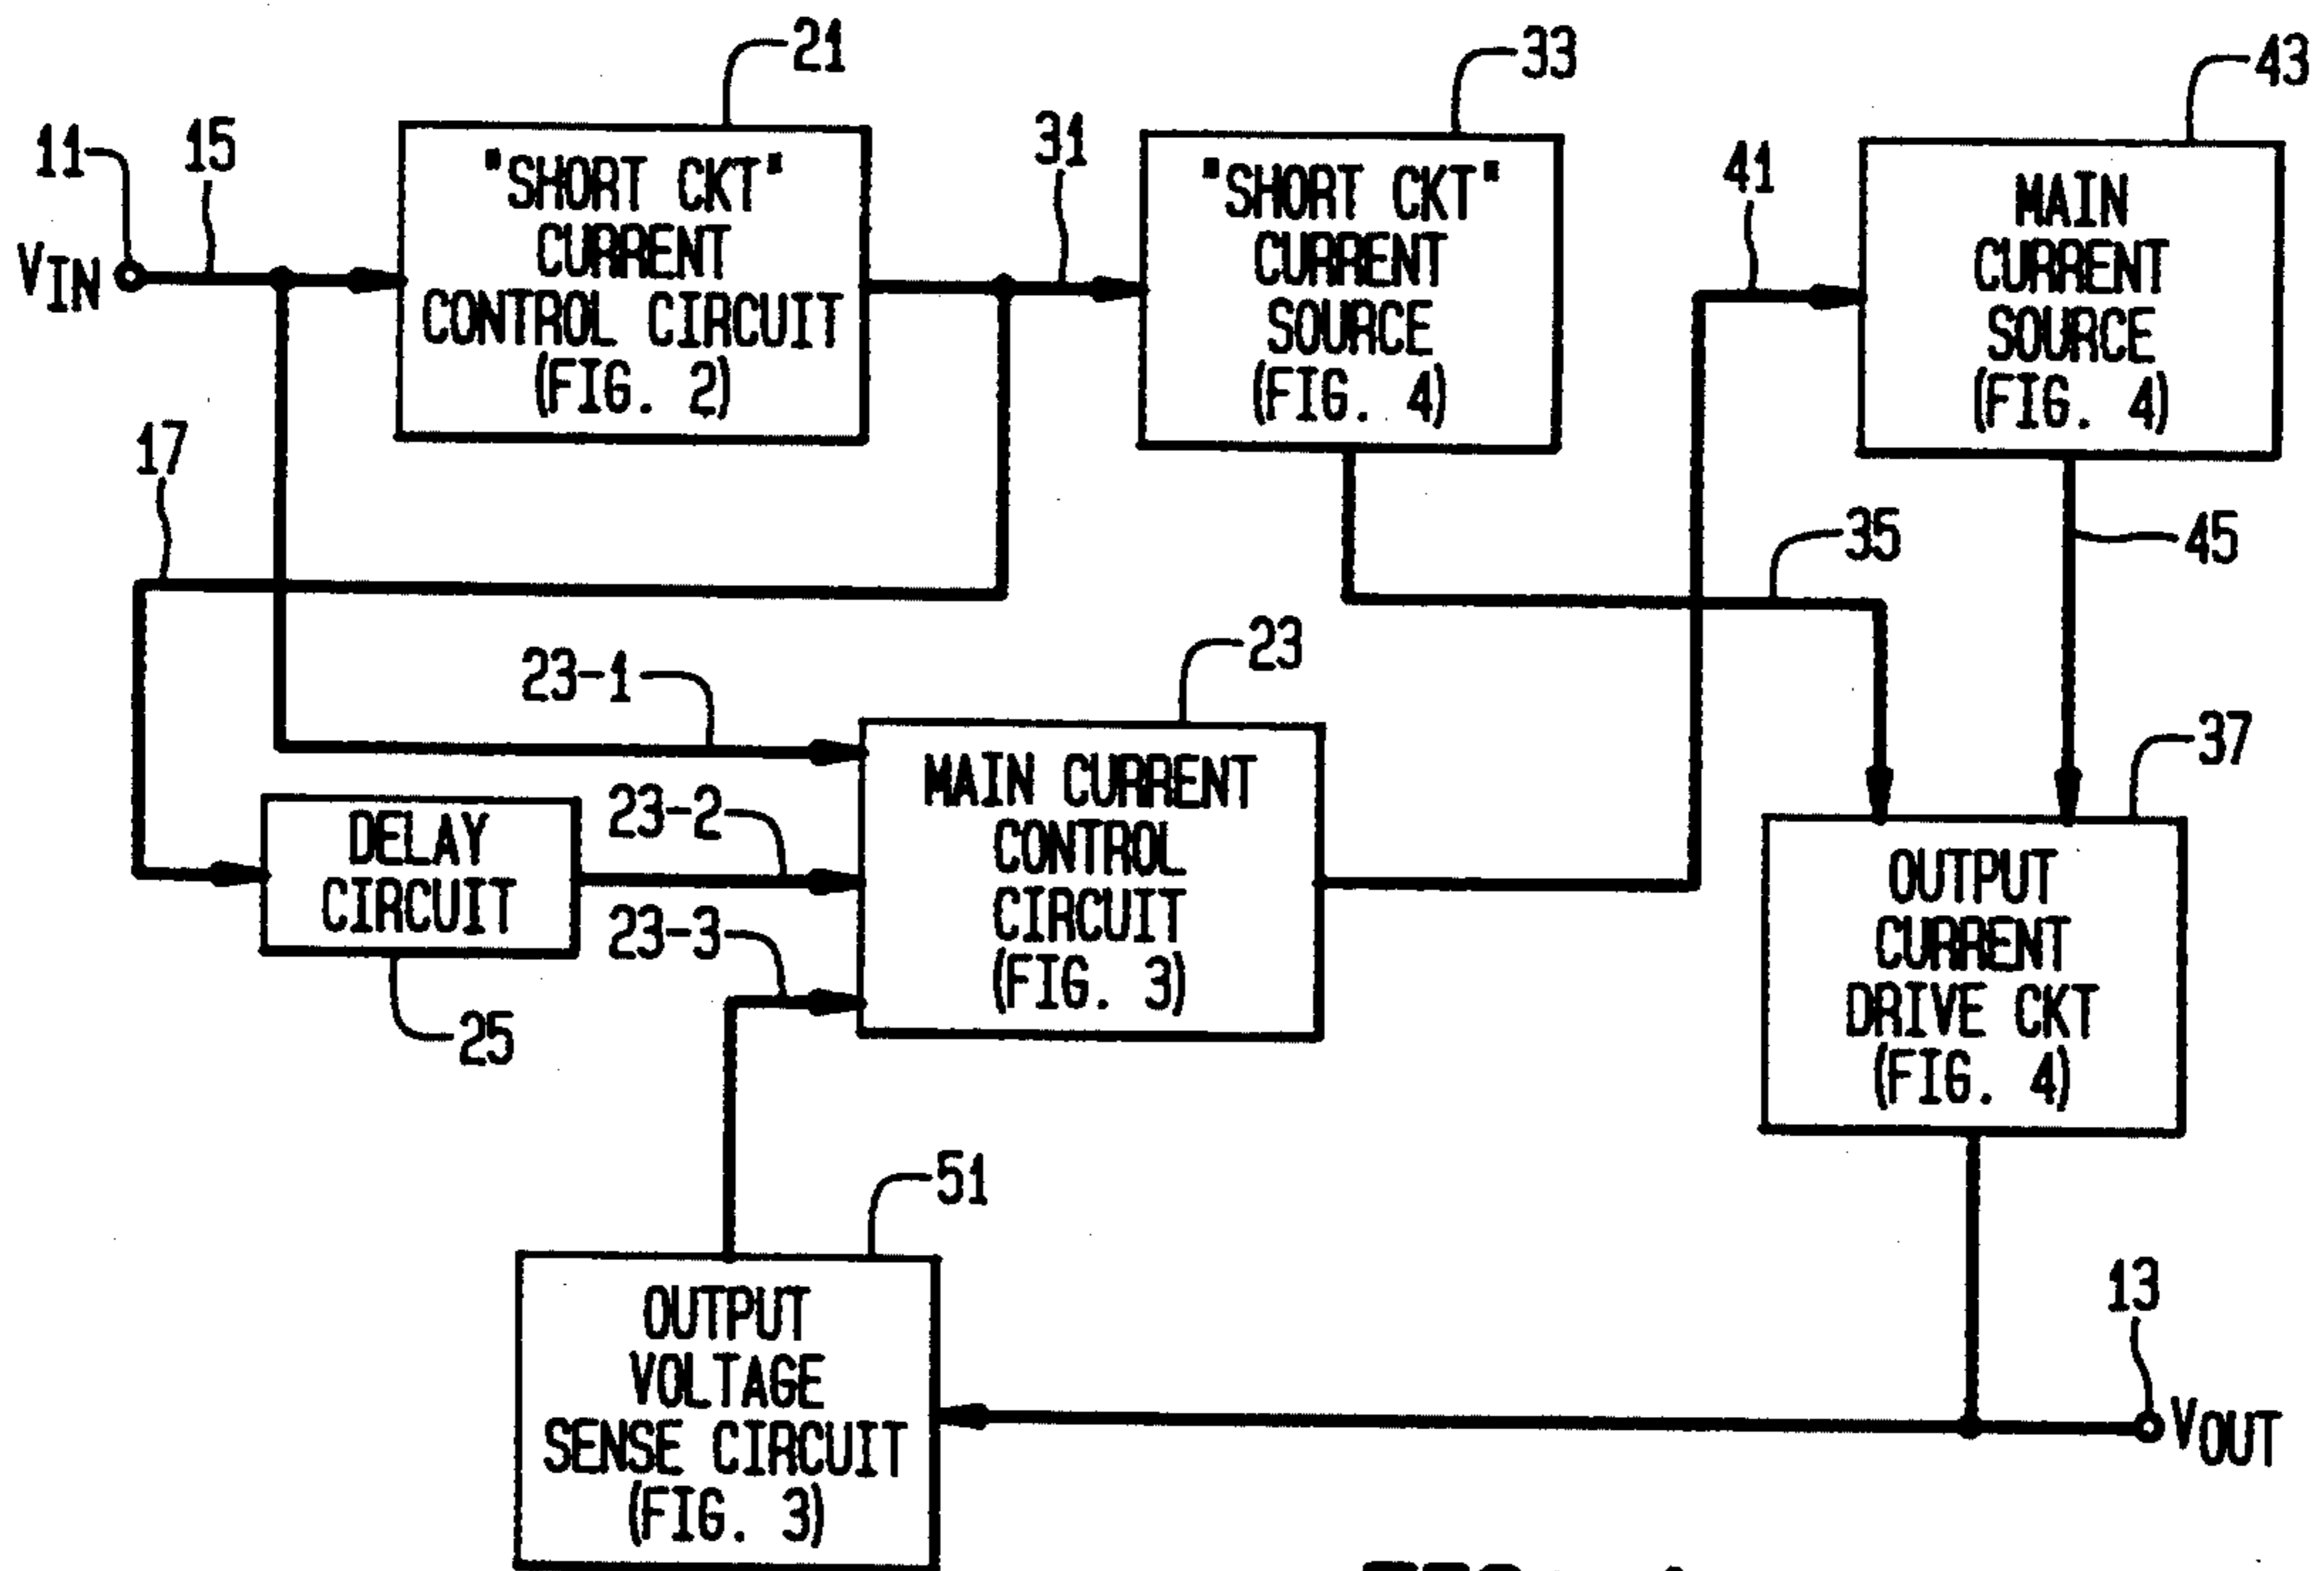 21
33
43
11
15
31
41
"SHORT CKT"
CURRENT
CONTROL CIRCUIT
(FIG. 2)
"SHORT CKT"
CURRENT
SOURCE
(FIG. 4)
MAIN
CURRENT
SOURCE
(FIG. 4)
VIN
17
35
45
23-1
23
37
23-2
23-3
DELAY
CIRCUIT
25
MAIN CURRENT
CONTROL
CIRCUIT
(FIG. 3)
OUTPUT
CURRENT
DRIVE CKT
(FIG. 4)
51
13
OUTPUT
VOLTAGE
SENSE CIRCUIT
(FIG. 3)
VOUT